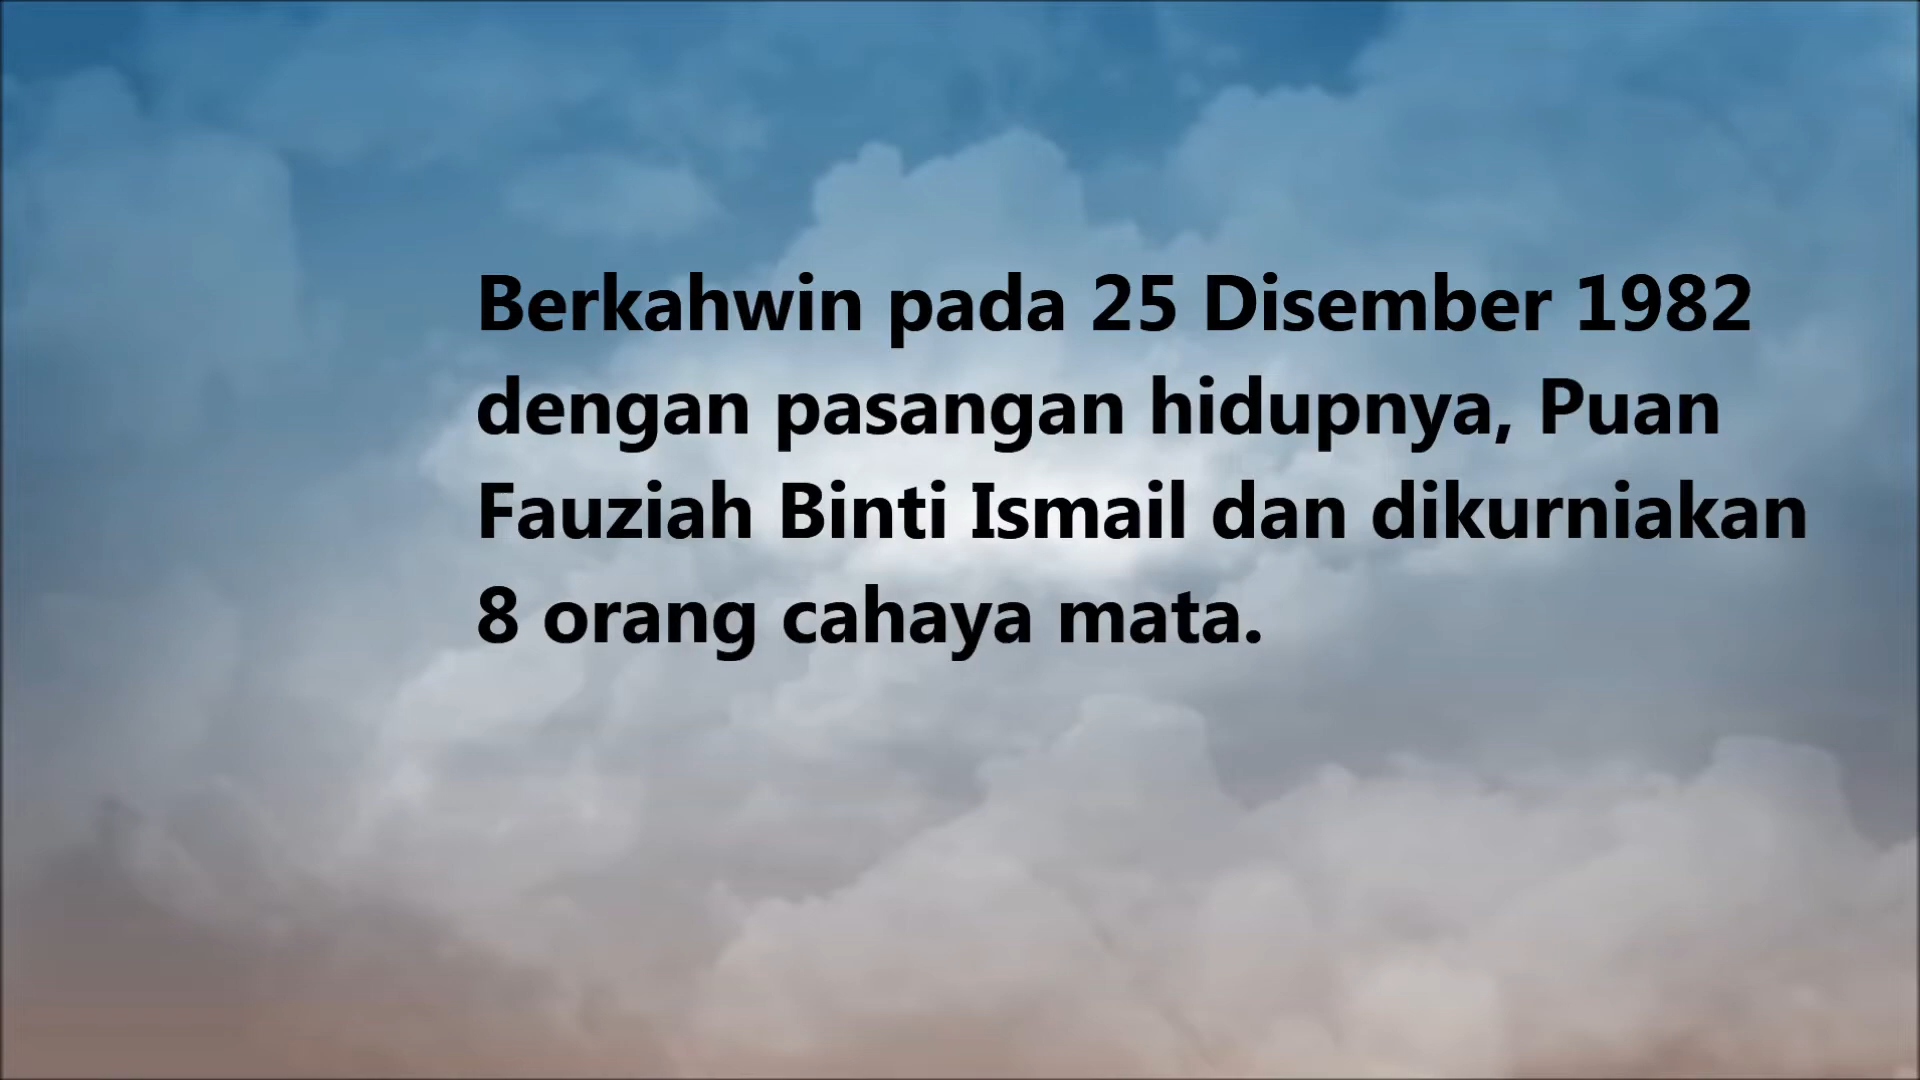 Berkahwin pada 25 Disember 1982
dengan pasangan hidupnya, Puan
Fauziah Binti Ismail dan dikurniakan
8 orang cahaya mata.